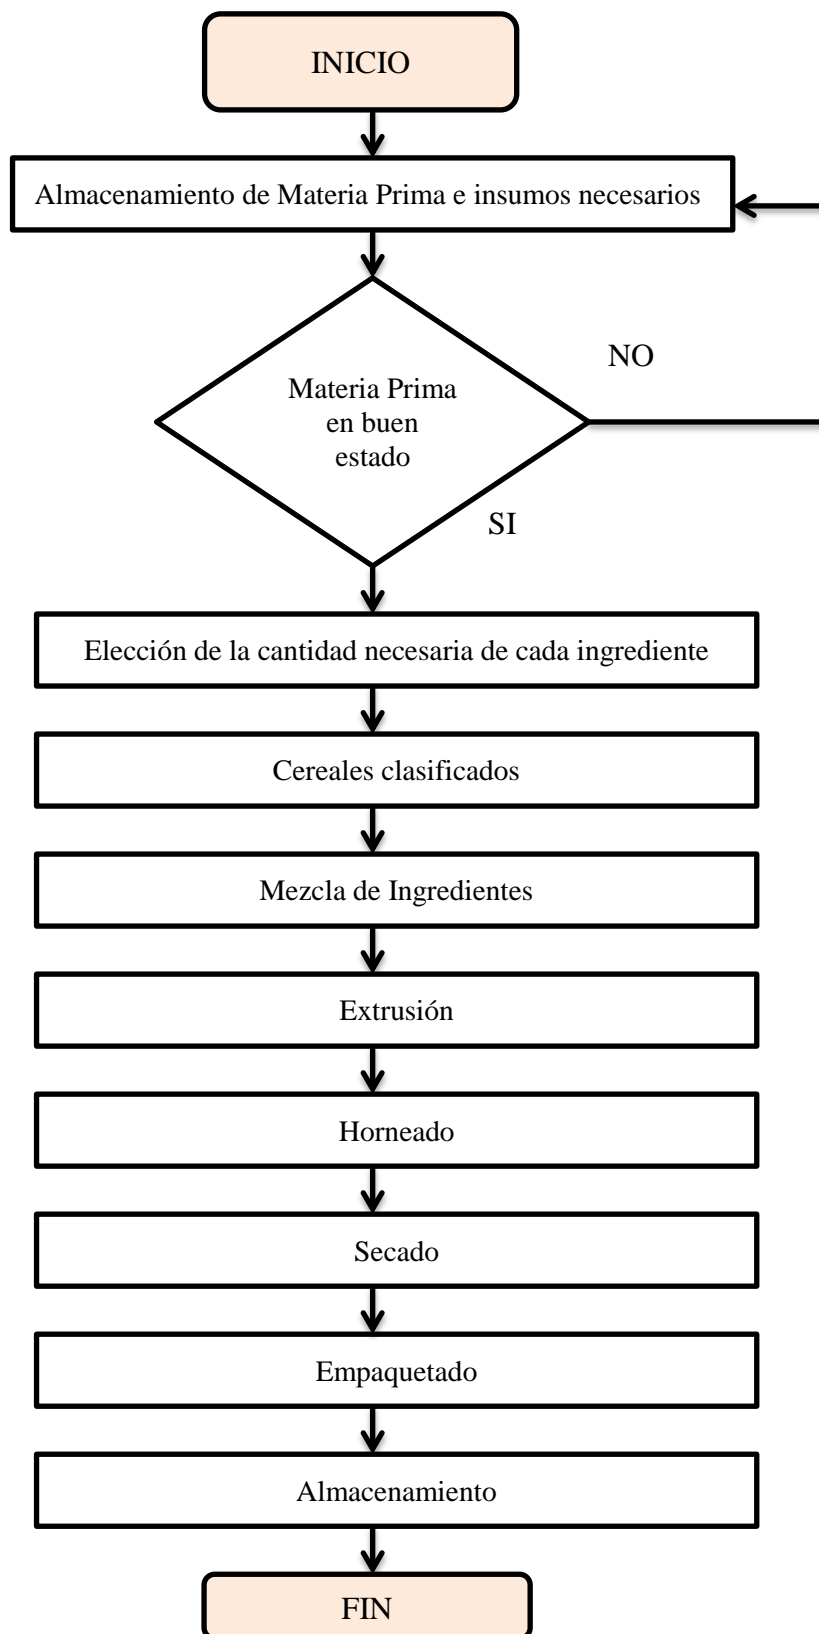 INICIO
Almacenamiento de Materia Prima e insumos necesarios
NO
Materia Prima
en buen
estado
SI
Elección de la cantidad necesaria de cada ingrediente
Cereales clasificados
Mezcla de Ingredientes
Extrusión
Horneado
Secado
Empaquetado
Almacenamiento
FIN